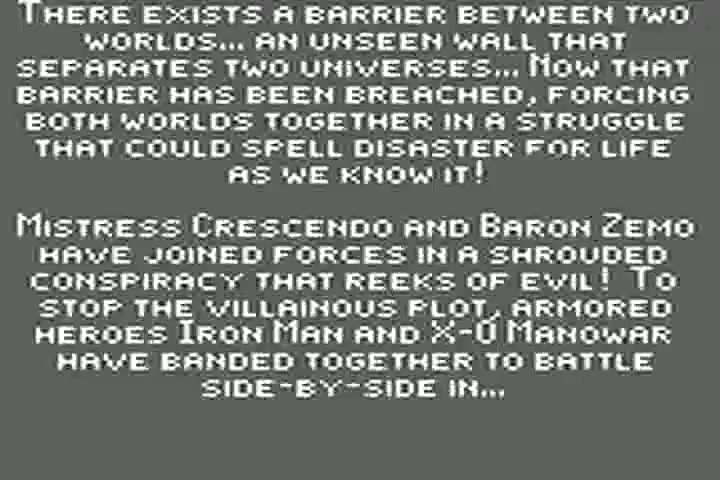 There exists a barrier between two
worlds... an unseen wall that
separates two universes... Now that
barrier has been breached, forcing
both worlds together in a struggle
that could spell disaster for life
as we know it!
Mistress Crescendo and Baron Zemo
have joined forces in a shrouded
conspiracy that reeks of evil! To
stop the villainous plot, armored
heroes Iron Man and X-O Manowar
have banded together to battle
side-by-side in...